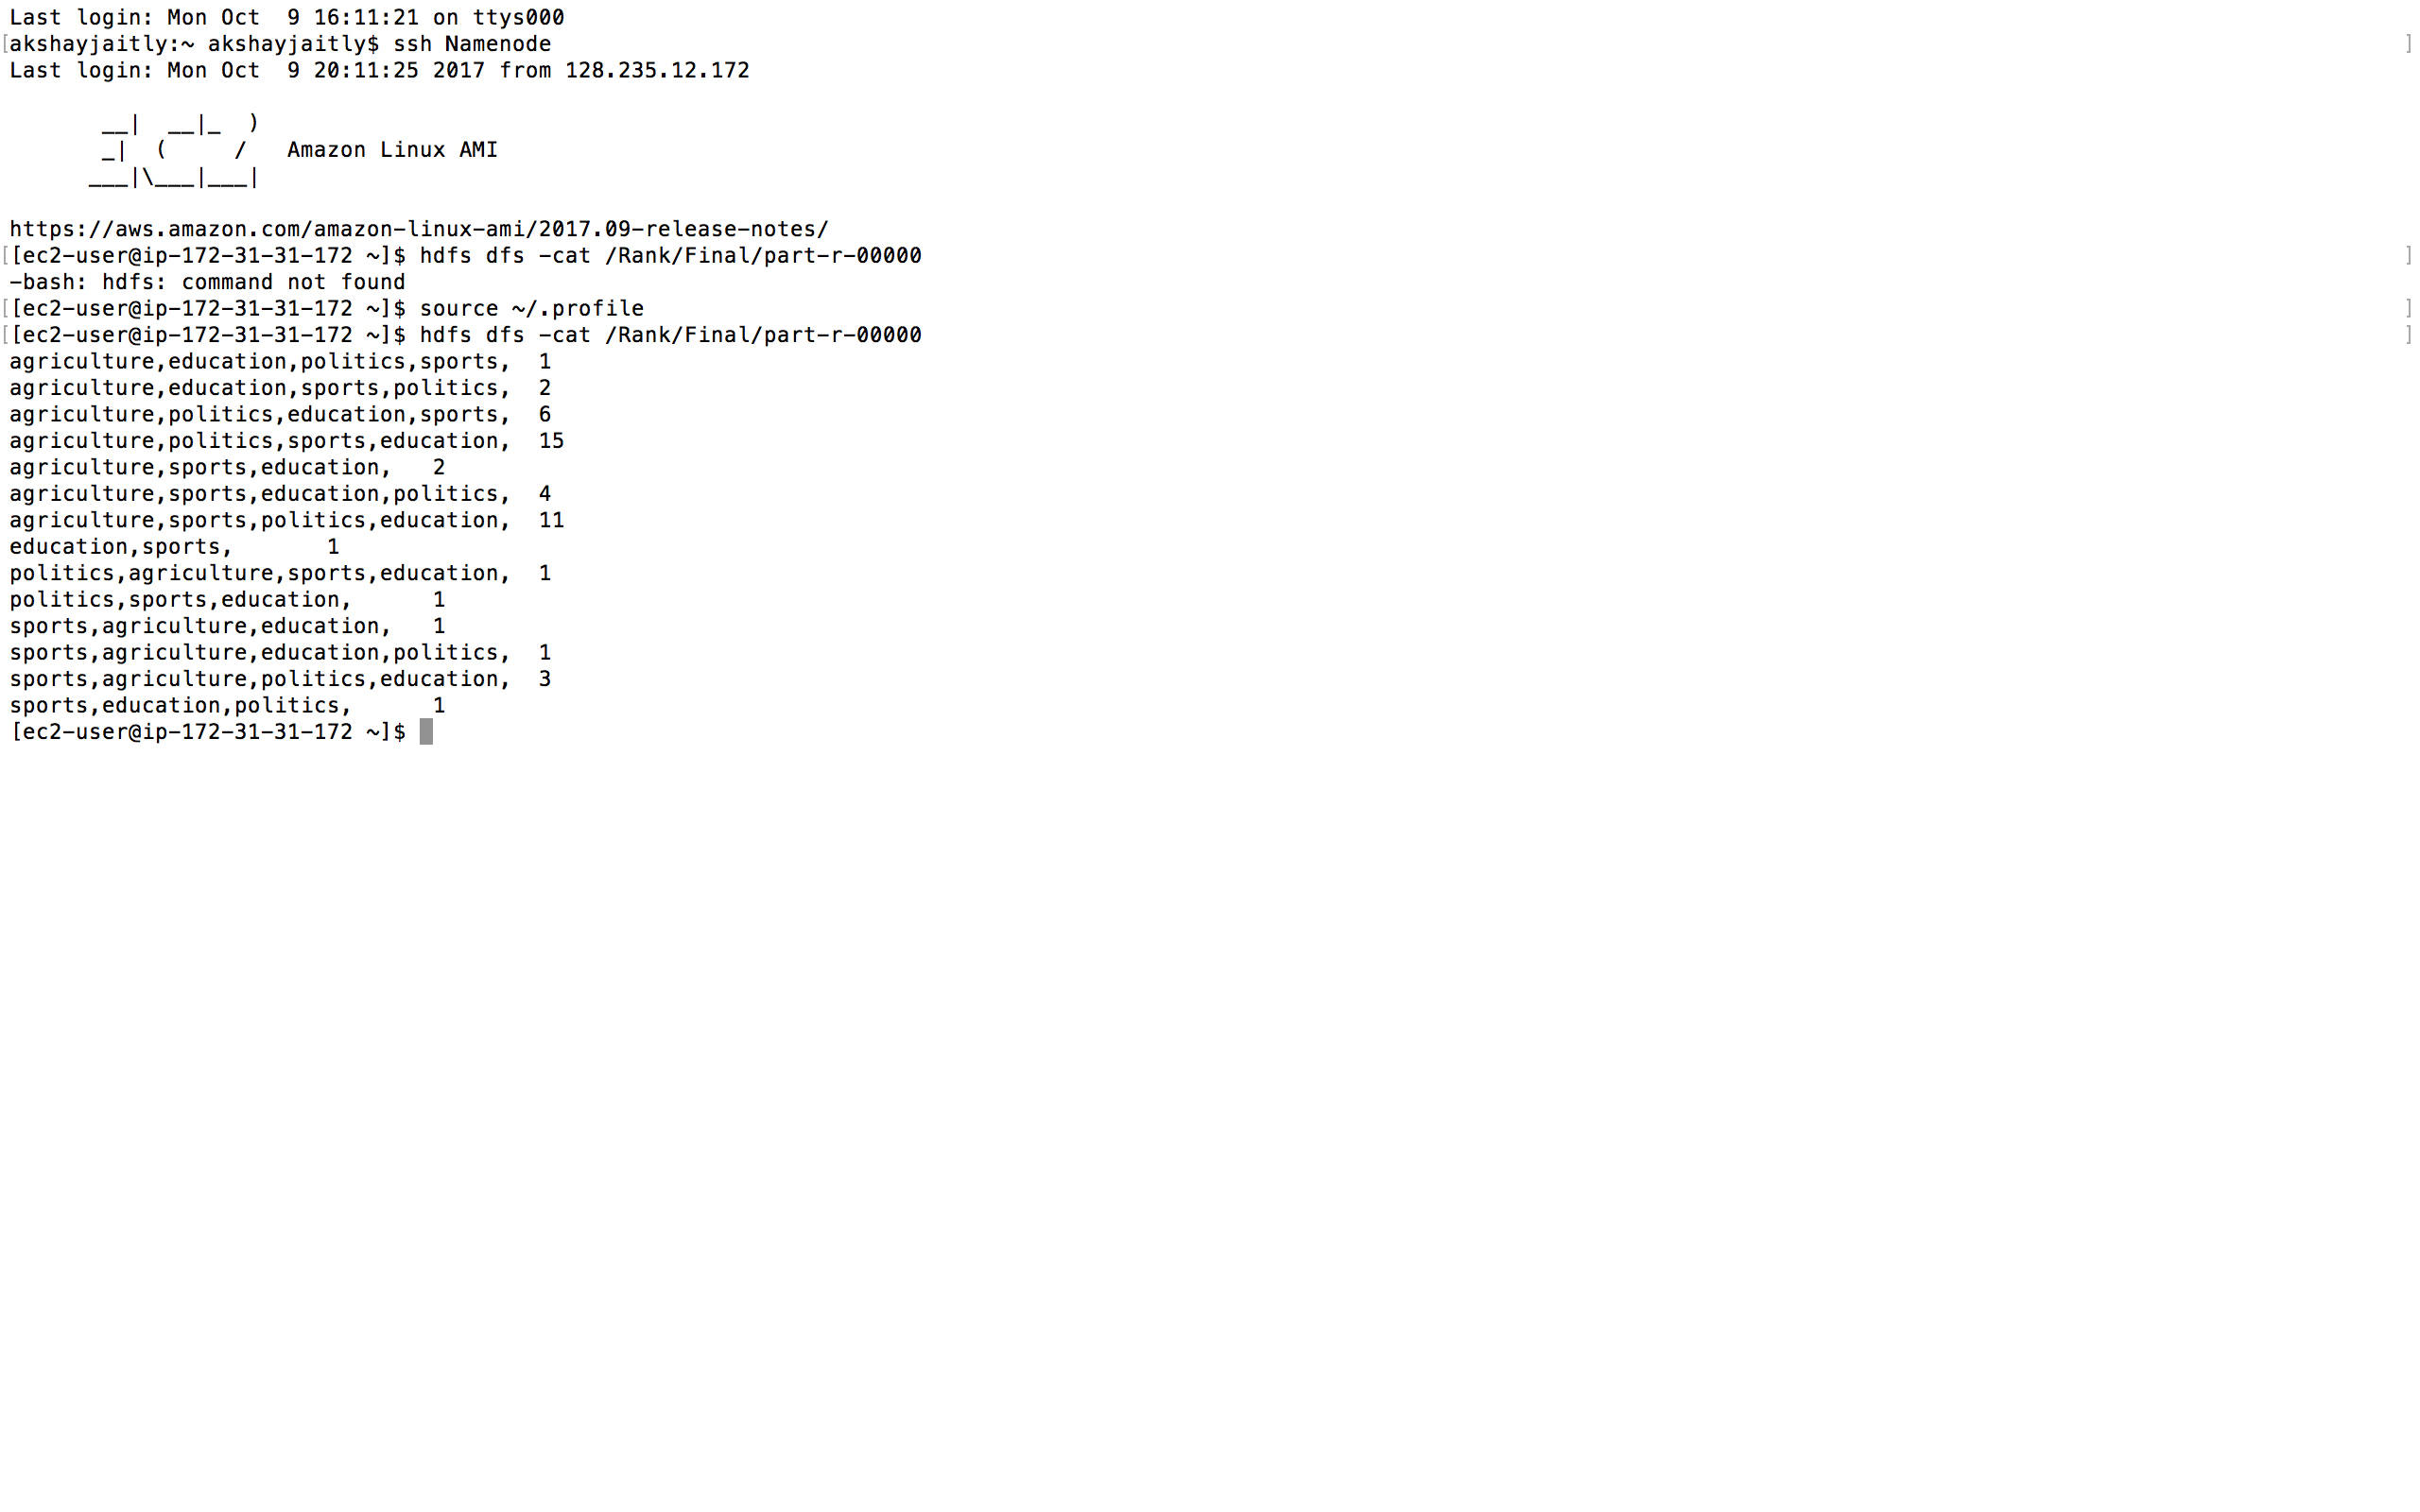 Last login: Mon Oct  9 16:11:21 on ttys000
[akshayjaitly:~ akshayjaitly$ ssh Namenode ]
Last login: Mon Oct  9 20:11:25 2017 from 128.235.12.172

       __|  __|_  )
       _|  (     /   Amazon Linux AMI
      ___|\___|___|

https://aws.amazon.com/amazon-linux-ami/2017.09-release-notes/
[[ec2-user@ip-172-31-31-172 ~]$ hdfs dfs -cat /Rank/Final/part-r-00000 ]
-bash: hdfs: command not found
[[ec2-user@ip-172-31-31-172 ~]$ source ~/.profile ]
[[ec2-user@ip-172-31-31-172 ~]$ hdfs dfs -cat /Rank/Final/part-r-00000 ]
agriculture,education,politics,sports,  1
agriculture,education,sports,politics,  2
agriculture,politics,education,sports,  6
agriculture,politics,sports,education,  15
agriculture,sports,education,   2
agriculture,sports,education,politics,  4
agriculture,sports,politics,education,  11
education,sports,       1
politics,agriculture,sports,education,  1
politics,sports,education,      1
sports,agriculture,education,   1
sports,agriculture,education,politics,  1
sports,agriculture,politics,education,  3
sports,education,politics,      1
[ec2-user@ip-172-31-31-172 ~]$